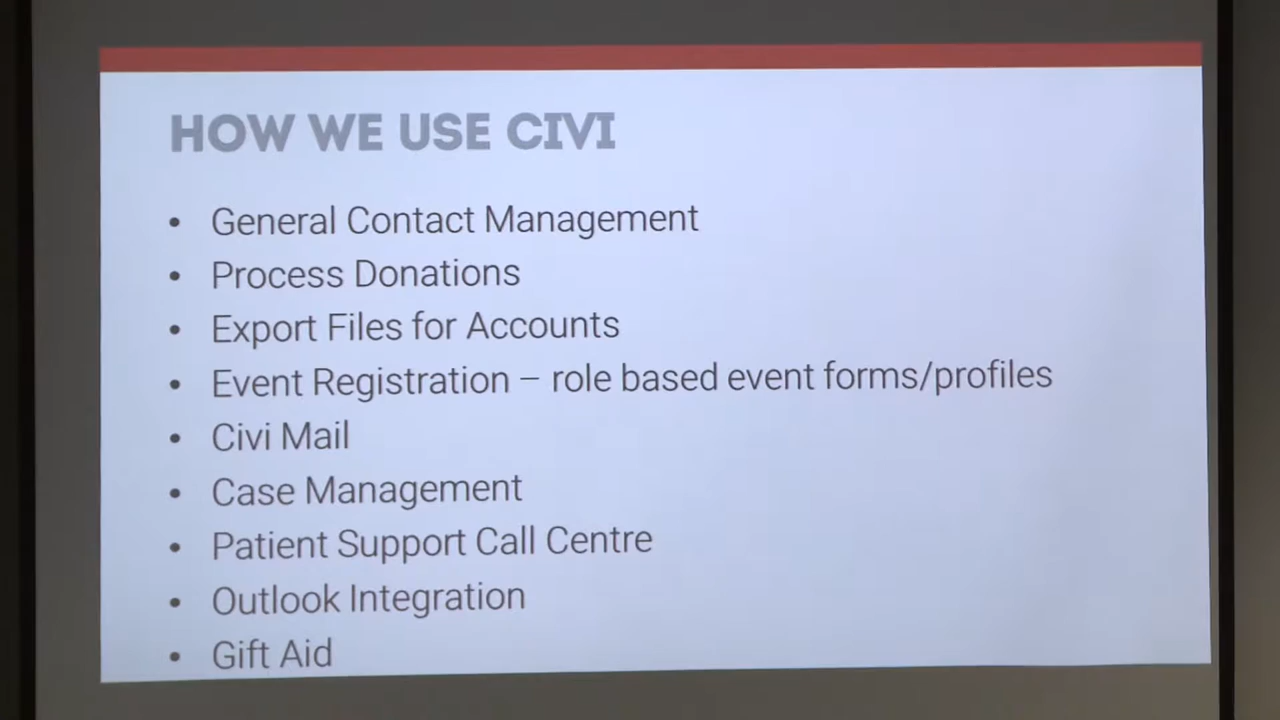 HOW WE USE CIVI
• General Contact Management
• Process Donations
• Export Files for Accounts
• Event Registration – role based event forms/profiles
• Civi Mail
• Case Management
• Patient Support Call Centre
• Outlook Integration
• Gift Aid